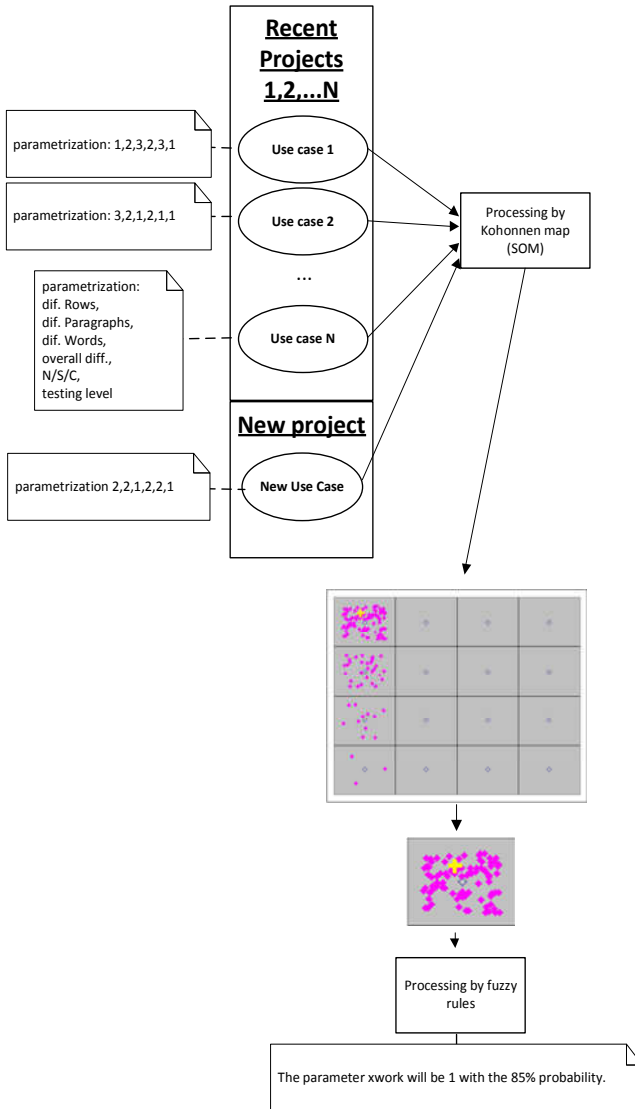 Recent
Projects
1,2,...N
parametrization: 1,2,3,2,3,1
Use case 1
parametrization: 3,2,1,2,1,1
Use case 2
Processing by
Kohonnen map
(SOM)
...
parametrization:
dif. Rows,
dif. Paragraphs,
dif. Words,
overall diff.,
N/S/C,
testing level
Use case N
New project
parametrization 2,2,1,2,2,1
New Use Case
Processing by fuzzy
rules
The parameter xwork will be 1 with the 85% probability.